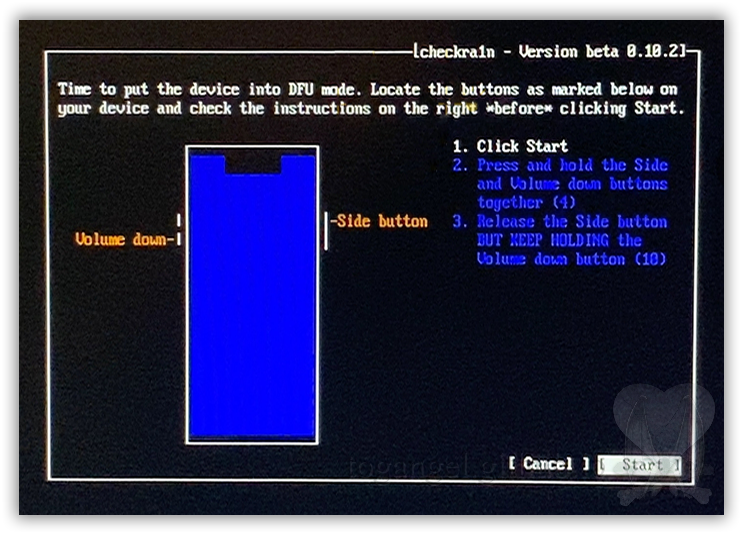 [checkra1n - Version beta 0.10.2]
Time to put the device into DFU mode. Locate the buttons as marked below on
your device and check the instructions on the right *before* clicking Start.
1. Click Start
2. Press and hold the Side
and Volume down buttons
together (4)
3. Release the Side button
BUT KEEP HOLDING the
Volume down button (10)
-Side button
Volume down-
[ Cancel ] [ Start ]